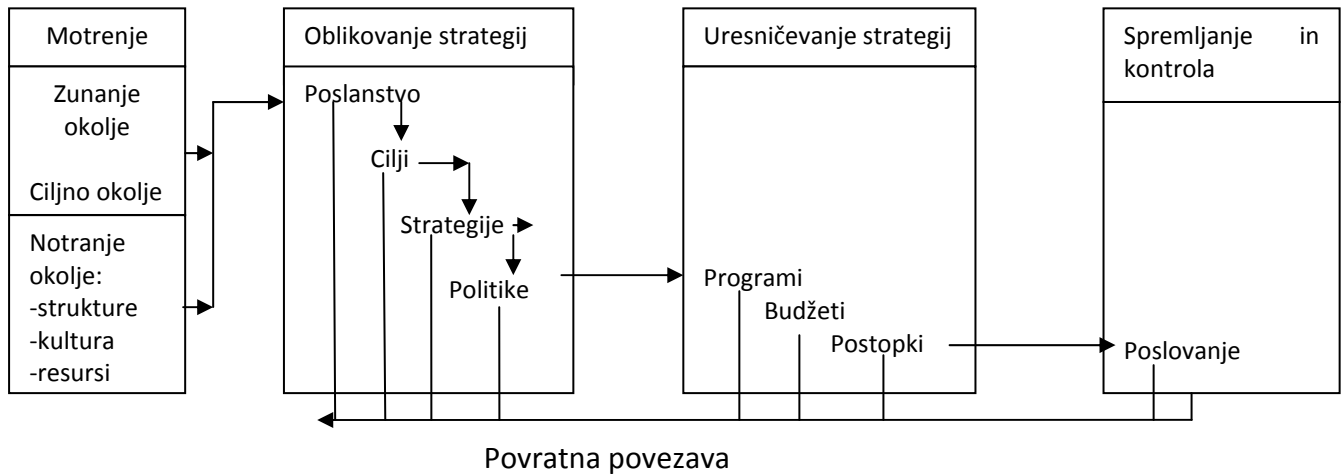 Motrenje
Zunanje
okolje
Ciljno okolje
Notranje
okolje:
-strukture
-kultura
-resursi
Oblikovanje strategij
Poslanstvo
Cilji
Strategije
Politike
Uresničevanje strategij
Programi
Budžeti
Postopki
Spremljanje in
kontrola
Poslovanje
Povratna povezava